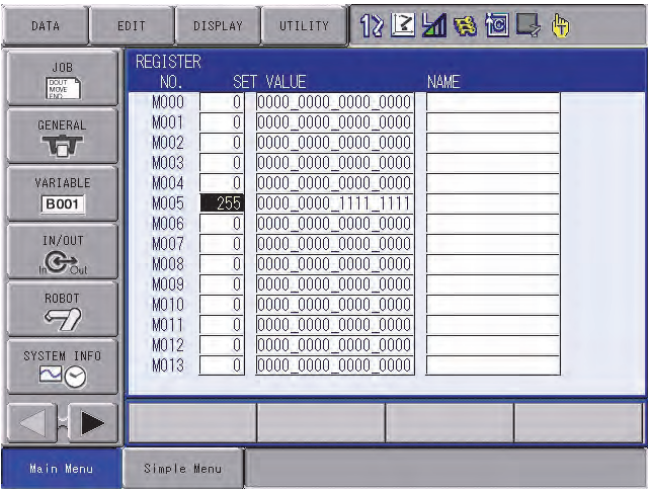 DATA EDIT DISPLAY UTILITY
JOB
DOUT
MOVE
END
GENERAL
VARIABLE
B001
IN/OUT
In Out
ROBOT
SYSTEM INFO
REGISTER
NO. SET VALUE NAME
M000 0 0000_0000_0000_0000
M001 0 0000_0000_0000_0000
M002 0 0000_0000_0000_0000
M003 0 0000_0000_0000_0000
M004 0 0000_0000_0000_0000
M005 255 0000_0000_1111_1111
M006 0 0000_0000_0000_0000
M007 0 0000_0000_0000_0000
M008 0 0000_0000_0000_0000
M009 0 0000_0000_0000_0000
M010 0 0000_0000_0000_0000
M011 0 0000_0000_0000_0000
M012 0 0000_0000_0000_0000
M013 0 0000_0000_0000_0000
Main Menu Simple Menu